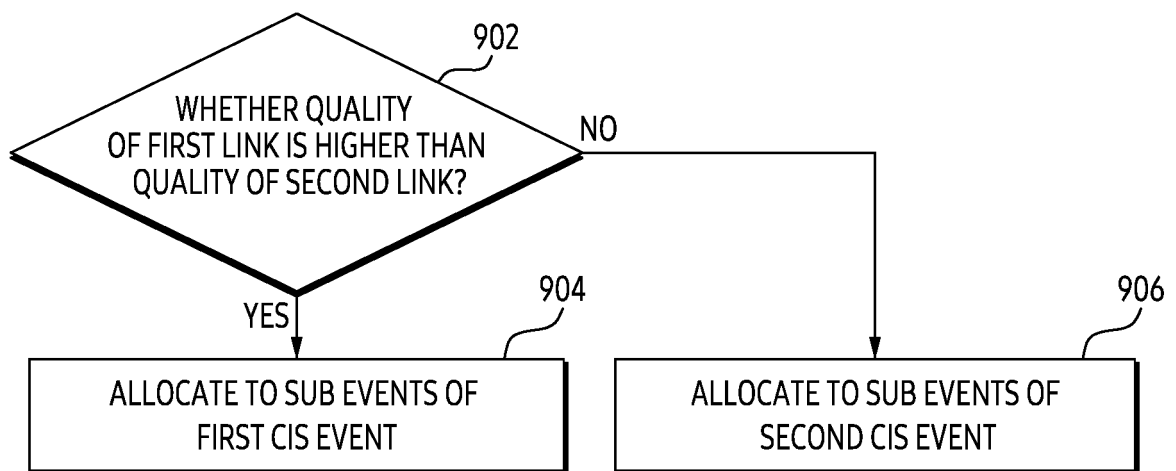 902
WHETHER QUALITY
OF FIRST LINK IS HIGHER THAN
QUALITY OF SECOND LINK?
NO
YES
904
906
ALLOCATE TO SUB EVENTS OF
FIRST CIS EVENT
ALLOCATE TO SUB EVENTS OF
SECOND CIS EVENT